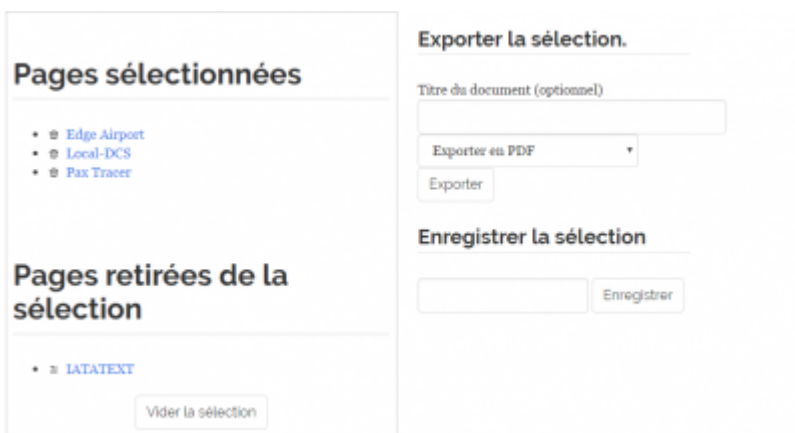 Pages sélectionnées
Edge Airport
Local-DCS
Pax Tracer
Pages retirées de la
sélection
IATATEXT
Vider la sélection
Exporter la sélection.
Titre du document (optionnel)
Exporter en PDF
Exporter
Enregistrer la sélection
Enregistrer